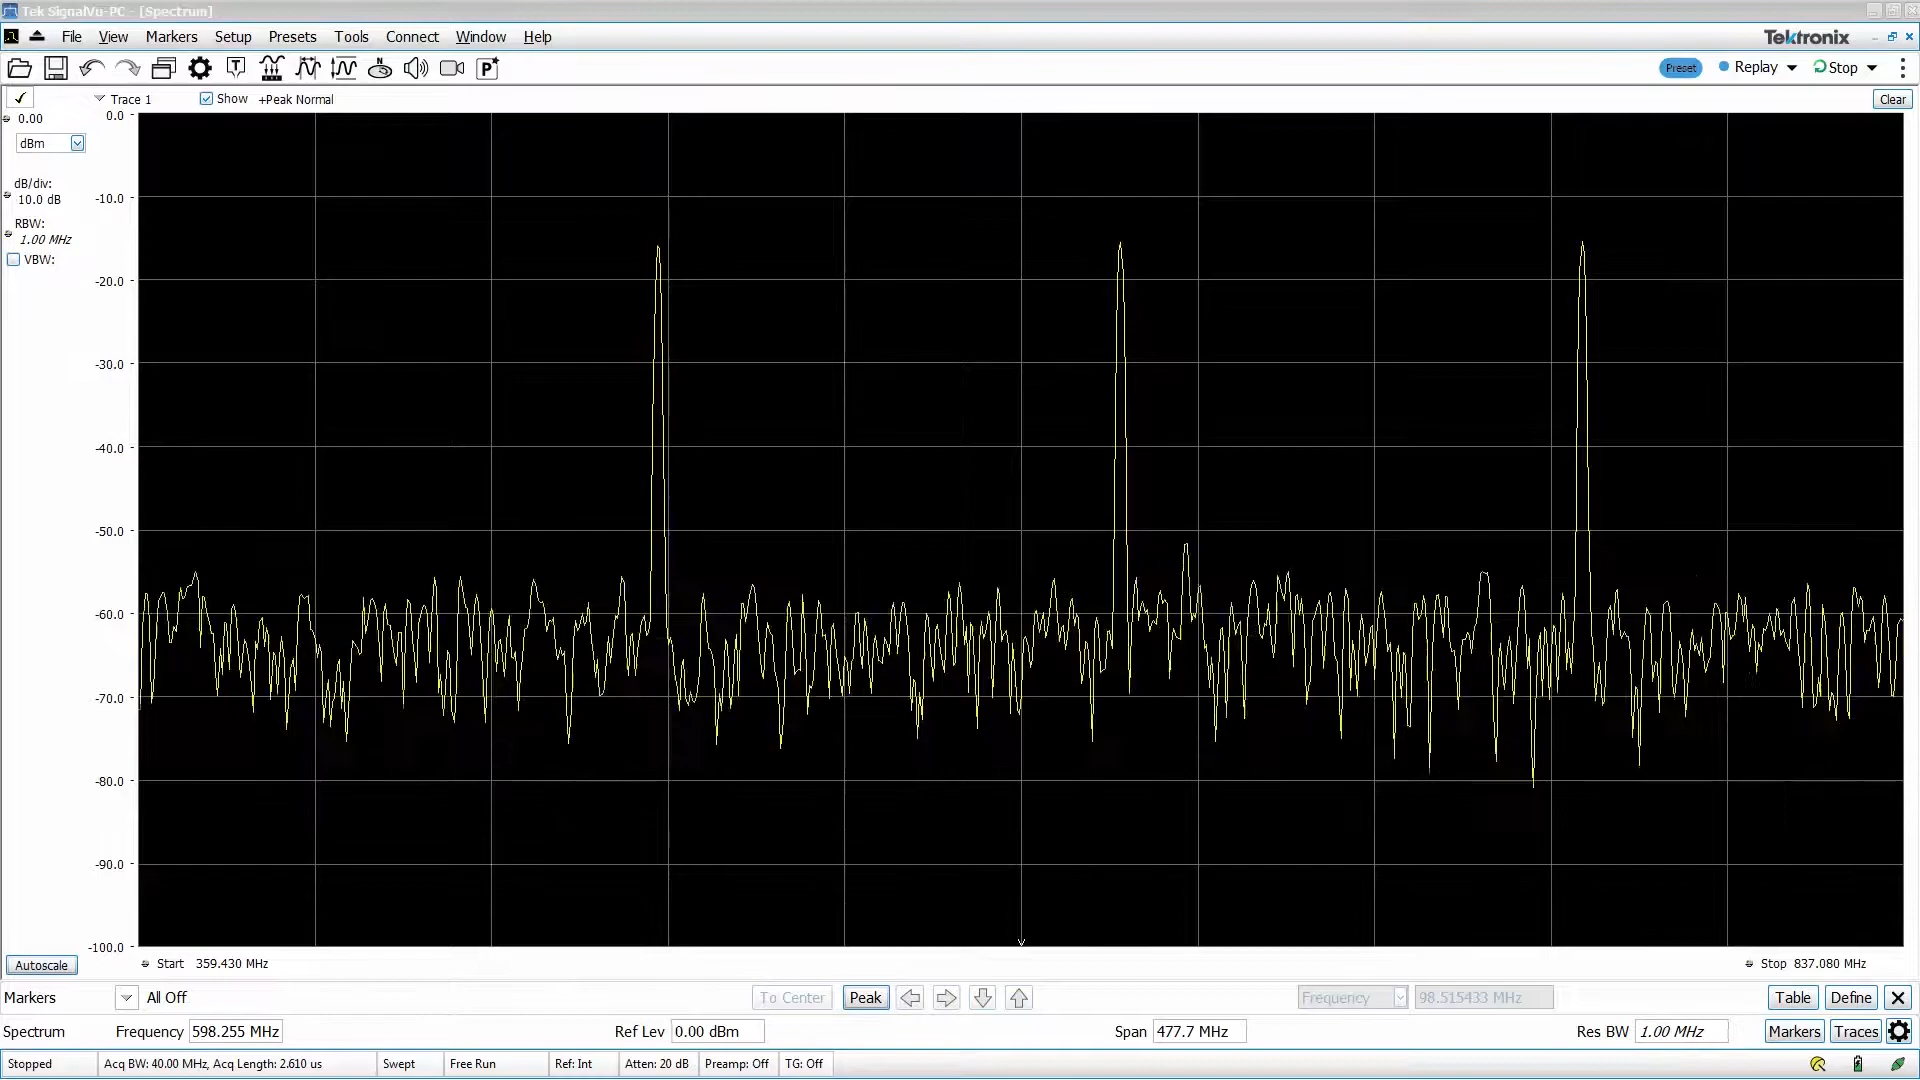 Tek SignalVu-PC - [Spectrum]
File View Markers Setup Presets Tools Connect Window Help
Tektronix
T
P
Preset Replay Stop
Trace 1 Show +Peak Normal Clear
0.00
dBm
dB/div:
10.0 dB
RBW:
1.00 MHz
VBW:
0.0
-10.0
-20.0
-30.0
-40.0
-50.0
-60.0
-70.0
-80.0
-90.0
-100.0
Autoscale Start 359.430 MHz Stop 837.080 MHz
Markers All Off To Center Peak Frequency 98.515433 MHz Table Define
Spectrum Frequency 598.255 MHz Ref Lev 0.00 dBm Span 477.7 MHz Res BW 1.00 MHz Markers Traces
Stopped Acq BW: 40.00 MHz, Acq Length: 2.610 us Swept Free Run Ref: Int Atten: 20 dB Preamp: Off TG: Off